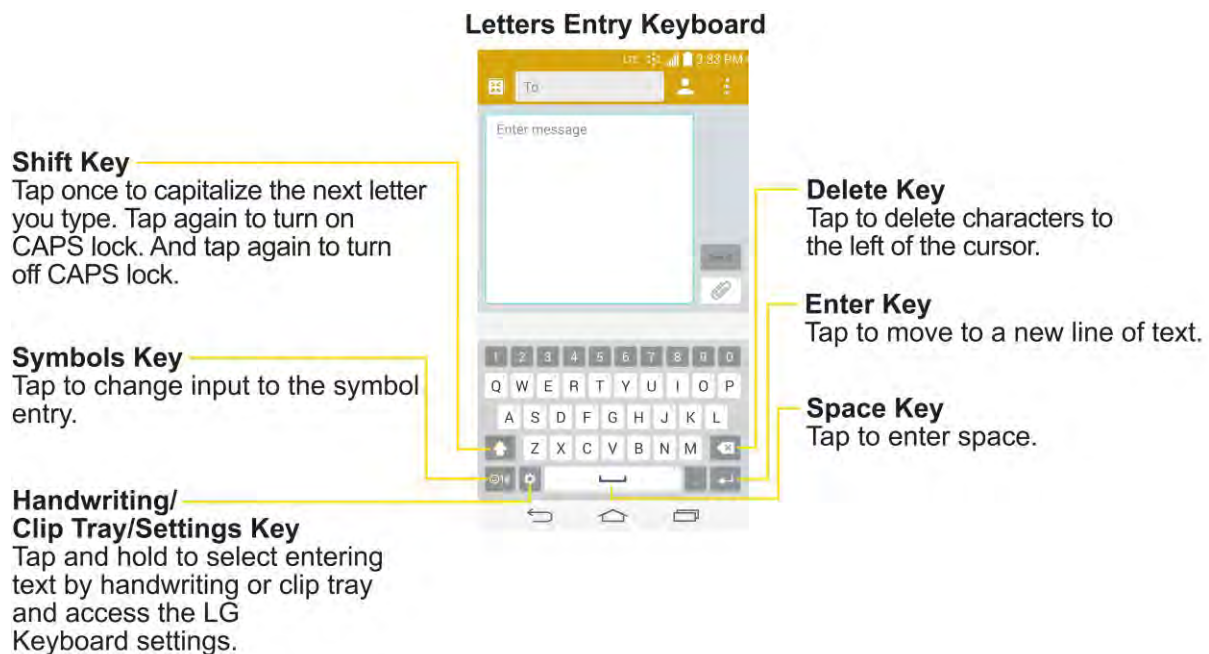 Letters Entry Keyboard
LTE 3:33 PM
To
Enter message
Shift Key
Tap once to capitalize the next letter
you type. Tap again to turn on
CAPS lock. And tap again to turn
off CAPS lock.
Delete Key
Tap to delete characters to
the left of the cursor.
Send
Enter Key
Tap to move to a new line of text.
Symbols Key
Tap to change input to the symbol
entry.
1 2 3 4 5 6 7 8 9 0
Q W E R T Y U I O P
A S D F G H J K L
Z X C V B N M
Space Key
Tap to enter space.
Handwriting/
Clip Tray/Settings Key
Tap and hold to select entering
text by handwriting or clip tray
and access the LG
Keyboard settings.